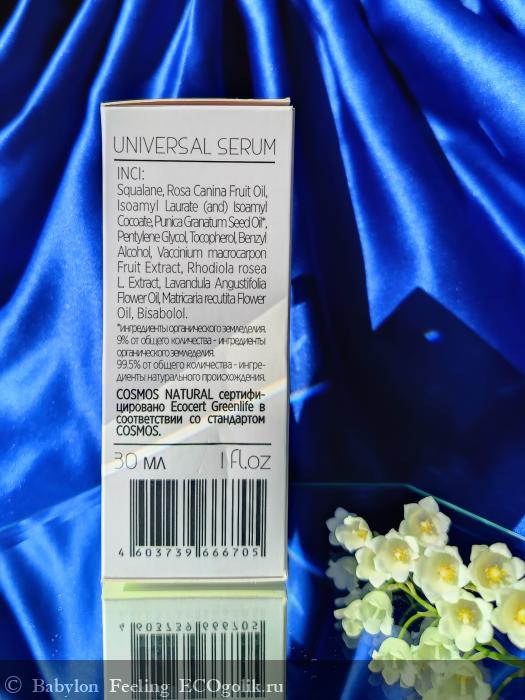 UNIVERSAL SERUM
INCI:
Squalane, Rosa Canina Fruit Oil,
Isoamyl Laurate (and) Isoamyl
Cocoate, Punica Granatum Seed Oil*,
Pentylene Glycol, Tocopherol, Benzyl
Alcohol, Vaccinium macrocarpon
Fruit Extract, Rhodiola rosea
L Extract, Lavandula Angustifolia
Flower Oil, Matricaria recutita Flower
Oil, Bisabolol.
*ингредиенты органического земледелия.
9% от общего количества - ингредиенты
органического земледелия.
99.5% от общего количества - ингре-
диенты натурального происхождения.
COSMOS NATURAL сертифи-
цировано Ecocert Greenlife в
соответствии со стандартом
COSMOS.
30 мл 1 fl.oz
4 603739 666705
© Babylon Feeling ECOgolik.ru